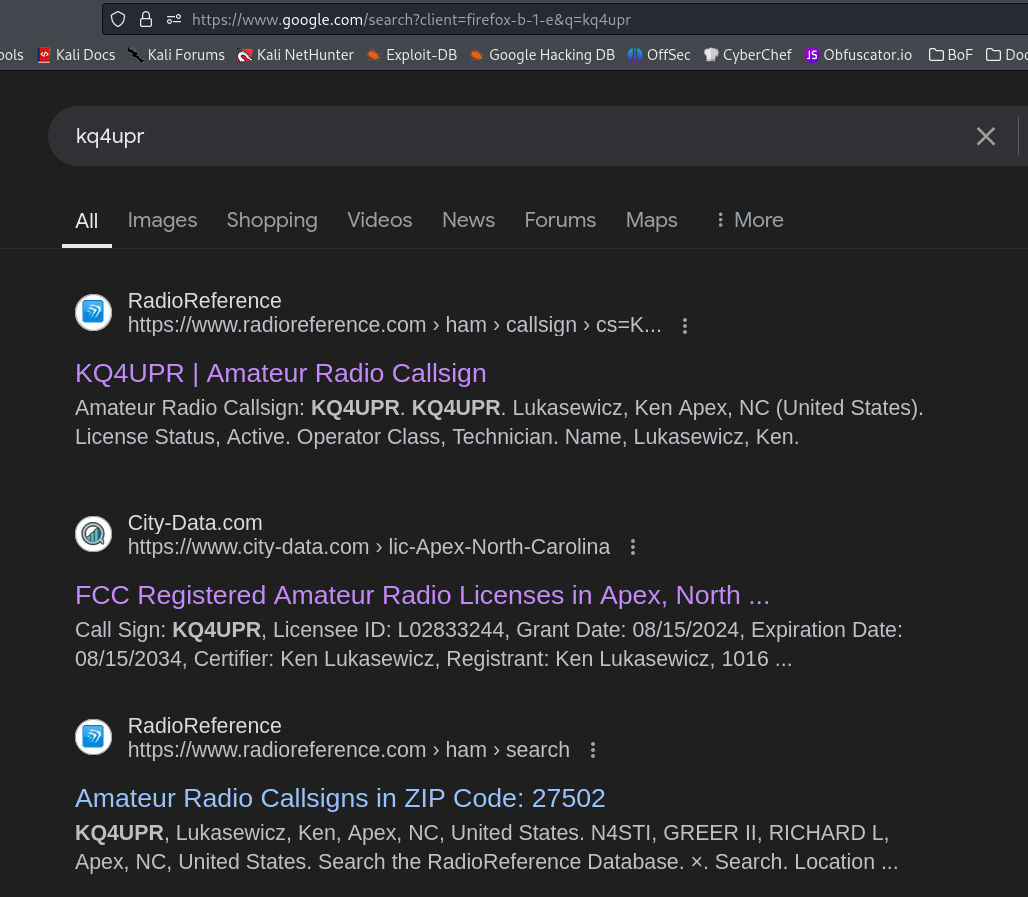 https://www.google.com/search?client=firefox-b-1-e&q=kq4upr
ools Kali Docs Kali Forums Kali NetHunter Exploit-DB Google Hacking DB OffSec CyberChef JS Obfuscator.io BoF Doc
kq4upr
All Images Shopping Videos News Forums Maps More
RadioReference
https://www.radioreference.com › ham › callsign › cs=K...
KQ4UPR | Amateur Radio Callsign
Amateur Radio Callsign: KQ4UPR. KQ4UPR. Lukasewicz, Ken Apex, NC (United States).
License Status, Active. Operator Class, Technician. Name, Lukasewicz, Ken.
City-Data.com
https://www.city-data.com › lic-Apex-North-Carolina
FCC Registered Amateur Radio Licenses in Apex, North ...
Call Sign: KQ4UPR, Licensee ID: L02833244, Grant Date: 08/15/2024, Expiration Date:
08/15/2034, Certifier: Ken Lukasewicz, Registrant: Ken Lukasewicz, 1016 ...
RadioReference
https://www.radioreference.com › ham › search
Amateur Radio Callsigns in ZIP Code: 27502
KQ4UPR, Lukasewicz, Ken, Apex, NC, United States. N4STI, GREER II, RICHARD L,
Apex, NC, United States. Search the RadioReference Database. ×. Search. Location ...